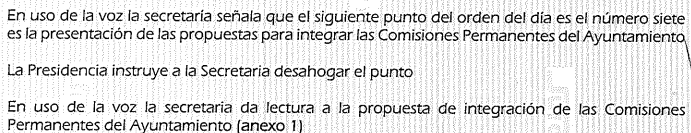 En uso de la voz la secretaría señala que el siguiente punto del orden del día es el número siete
es la presentación de las propuestas para integrar las Comisiones Permanentes del Ayuntamiento
La Presidencia instruye a la Secretaria desahogar el punto
En uso de la voz la secretaria da lectura a la propuesta de integración de las Comisiones
Permanentes del Ayuntamiento (anexo 1)